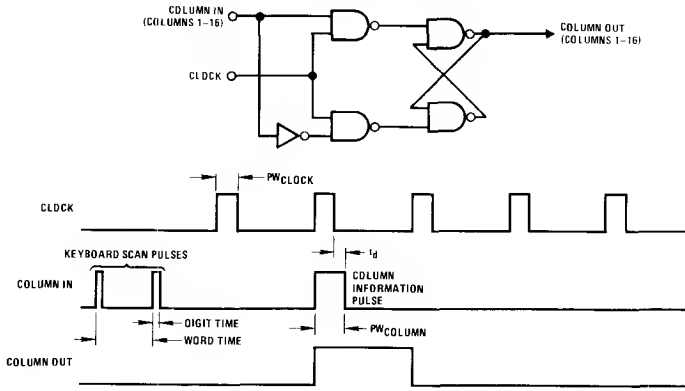 CDLUMN IN
(COLUMNS 1–16)
COLUMN OUT
(COLUMNS 1–16)
CLDCK
PWCLOCK
CLDCK
td
KEYBOARD SCAN PULSES
COLUMN IN
CDLUMN
INFORMATION
PULSE
DIGIT TIME
WORD TIME
PWCOLUMN
COLUMN OUT